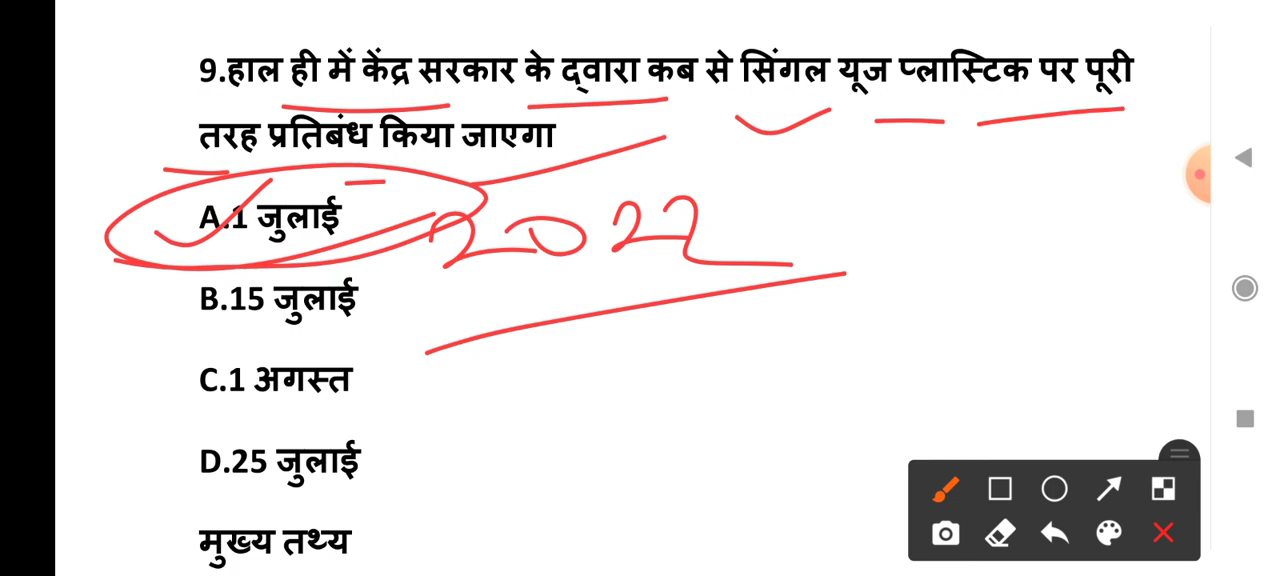 9.हाल ही में केंद्र सरकार के द्वारा कब से सिंगल यूज प्लास्टिक पर पूरी
तरह प्रतिबंध किया जाएगा
A.1 जुलाई 2022
B.15 जुलाई
C.1 अगस्त
D.25 जुलाई
मुख्य तथ्य